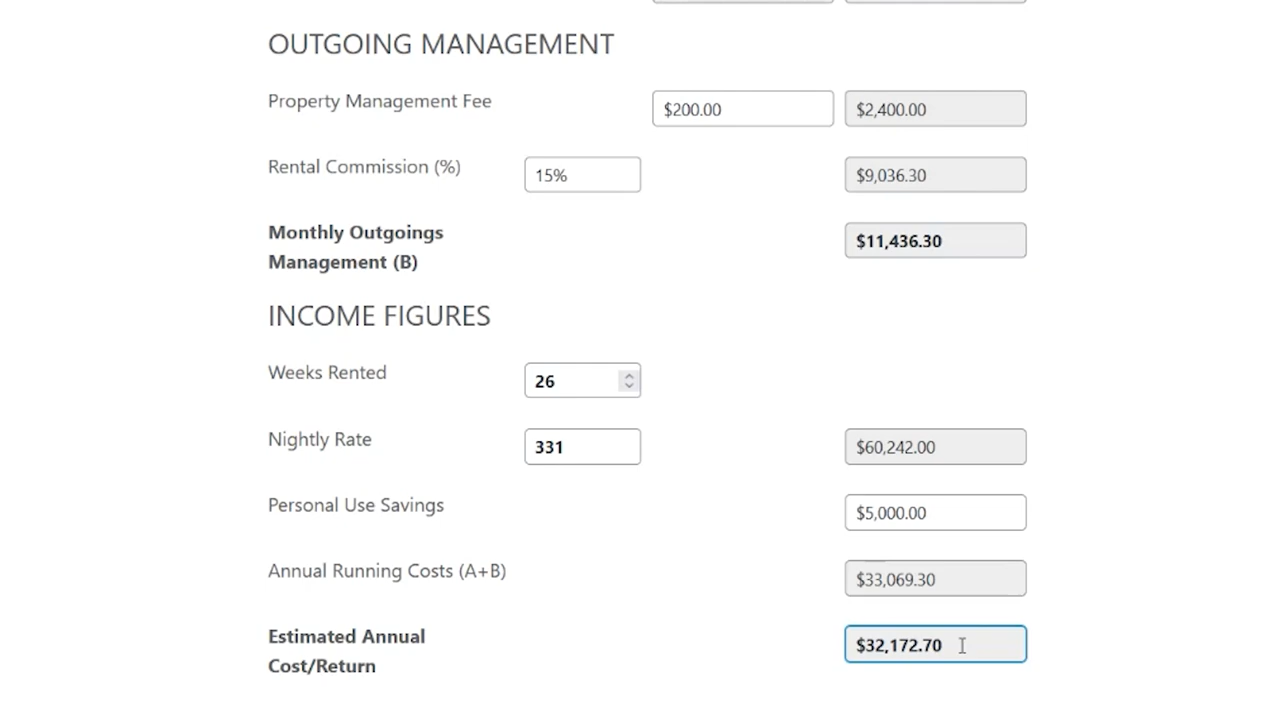 OUTGOING MANAGEMENT
Property Management Fee $200.00 $2,400.00
Rental Commission (%) 15% $9,036.30
Monthly Outgoings
Management (B) $11,436.30
INCOME FIGURES
Weeks Rented 26
Nightly Rate 331 $60,242.00
Personal Use Savings $5,000.00
Annual Running Costs (A+B) $33,069.30
Estimated Annual
Cost/Return $32,172.70